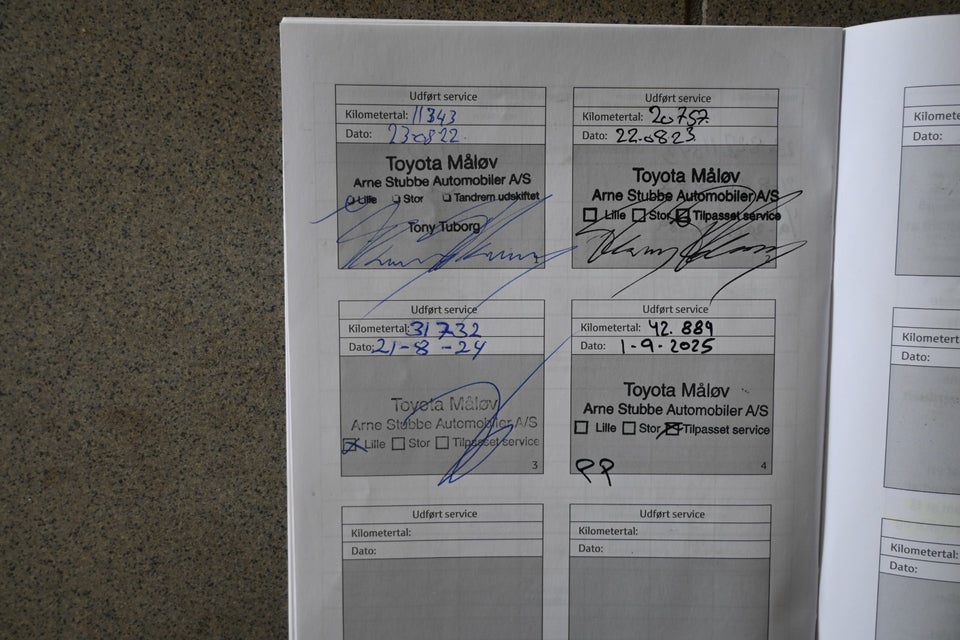 Udført service
Kilometertal: 11343
Dato: 23-08-22
Toyota Måløv
Arne Stubbe Automobiler A/S
Lille Stor Tandrem udskiftet
Tony Tuborg
Udført service
Kilometertal: 20757
Dato: 22.0823
Toyota Måløv
Arne Stubbe Automobiler A/S
Lille Stor Tilpasset service
2
Udført service
Kilometertal: 31732
Dato: 21-8-24
Toyota Måløv
Arne Stubbe Automobiler A/S
Lille Stor Tilpasset service
3
Udført service
Kilometertal: 42.889
Dato: 1-9-2025
Toyota Måløv
Arne Stubbe Automobiler A/S
Lille Stor Tilpasset service
PP
4
Udført service
Kilometertal:
Dato:
Udført service
Kilometertal:
Dato:
Dato:
Kilometertal:
Dato:
Kilometertal:
Dato: